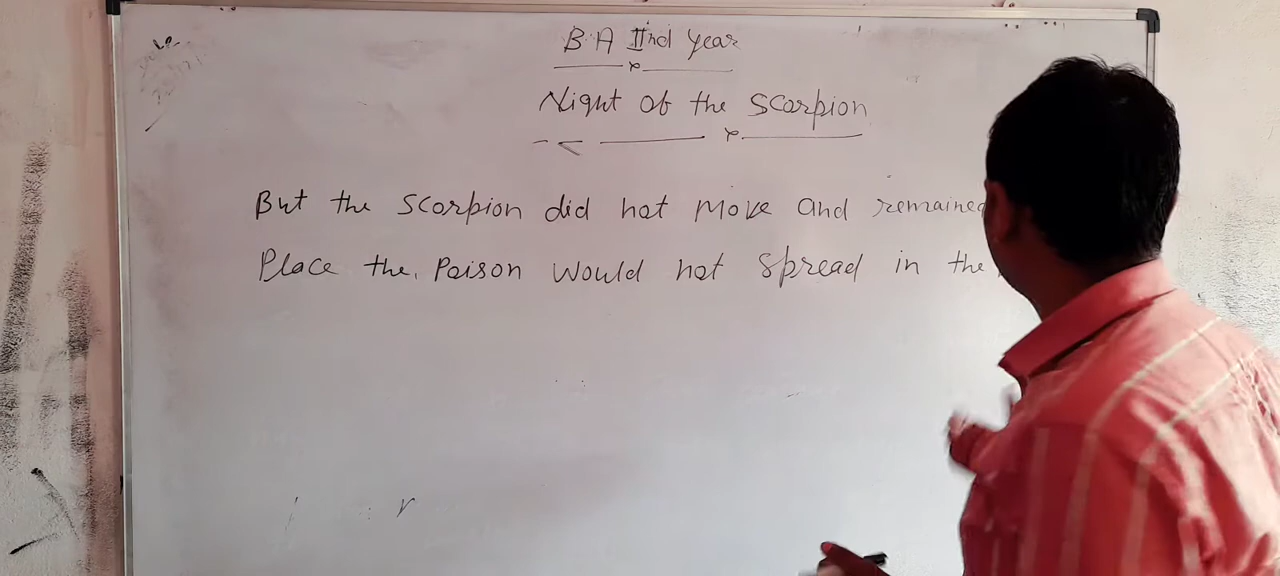 B.A IInd Year
Night of the Scorpion
But the scorpion did not move and remained
Place the. Poison would not spread in the